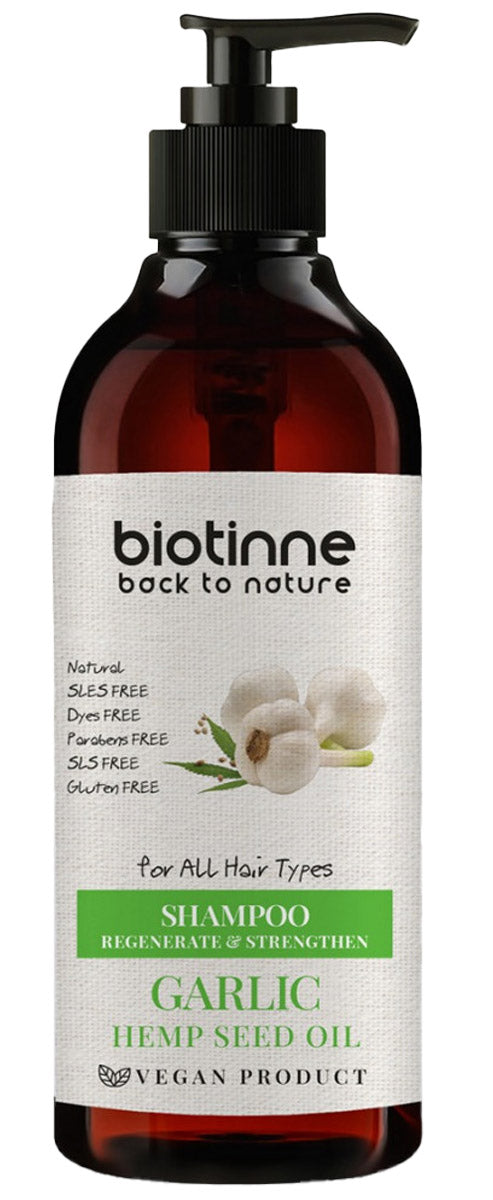 biotinne
back to nature
Natural
SLES FREE
Dyes FREE
Parabens FREE
SLS FREE
Gluten FREE
for ALL Hair Types
SHAMPOO
REGENERATE & STRENGTHEN
GARLIC
HEMP SEED OIL
VEGAN PRODUCT